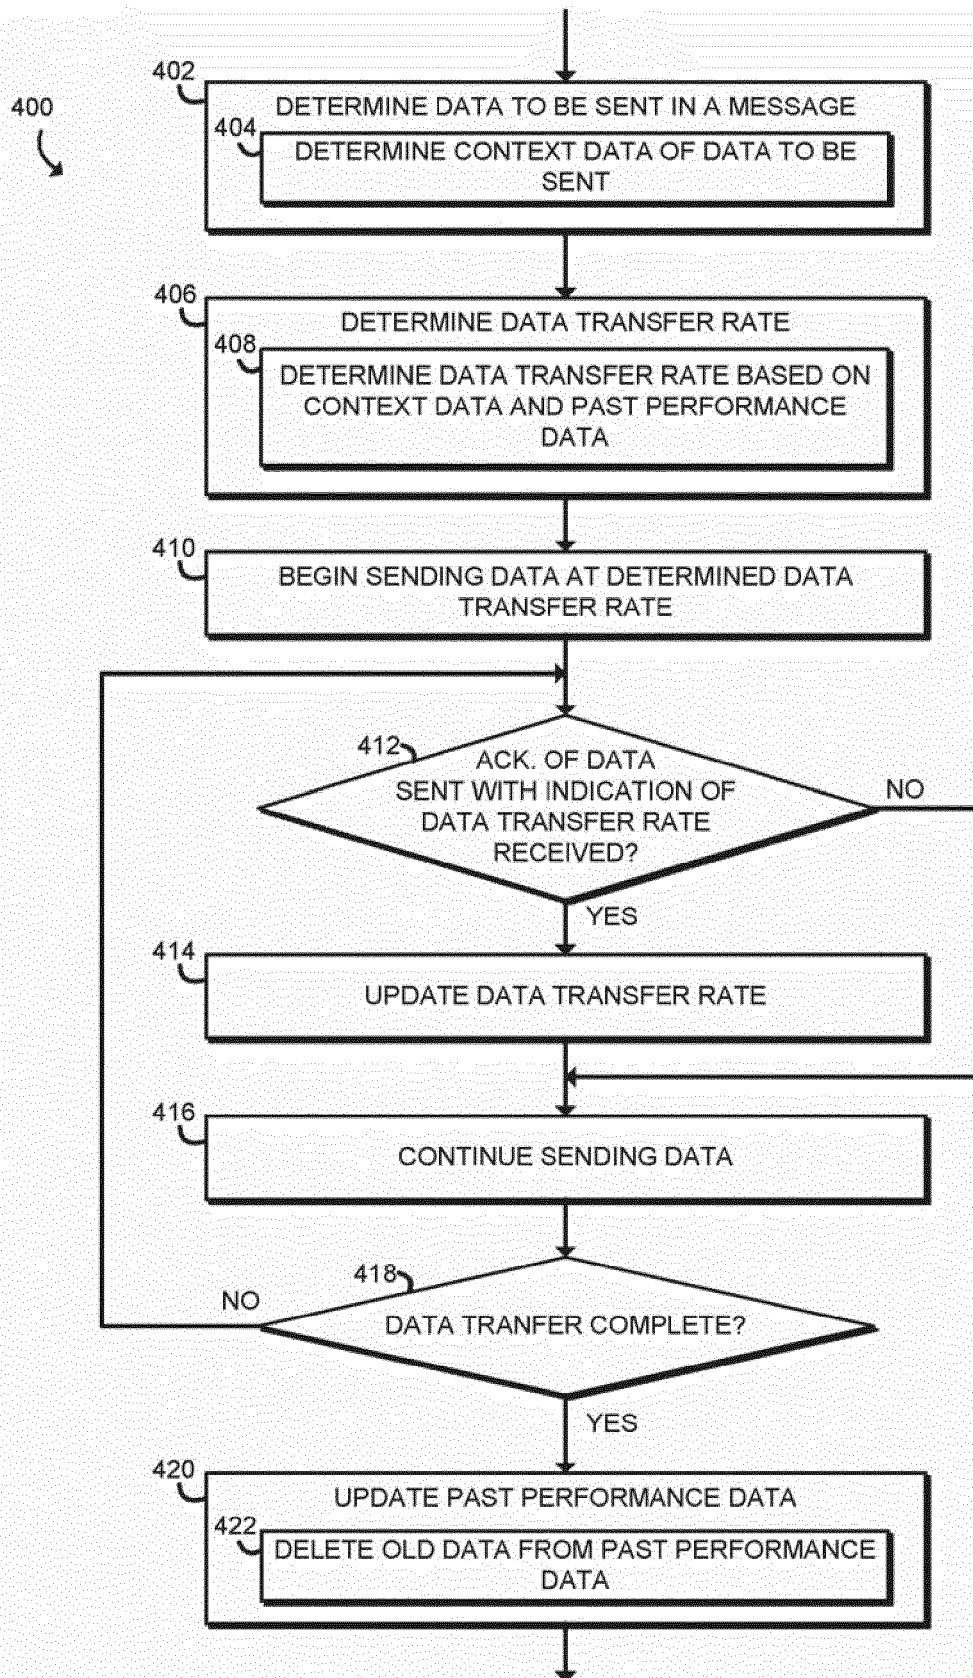 402
400
DETERMINE DATA TO BE SENT IN A MESSAGE
404
DETERMINE CONTEXT DATA OF DATA TO BE
SENT
406
DETERMINE DATA TRANSFER RATE
408
DETERMINE DATA TRANSFER RATE BASED ON
CONTEXT DATA AND PAST PERFORMANCE
DATA
410
BEGIN SENDING DATA AT DETERMINED DATA
TRANSFER RATE
412
ACK. OF DATA
SENT WITH INDICATION OF
DATA TRANSFER RATE
RECEIVED?
NO
YES
414
UPDATE DATA TRANSFER RATE
416
CONTINUE SENDING DATA
418
NO
DATA TRANFER COMPLETE?
YES
420
UPDATE PAST PERFORMANCE DATA
422
DELETE OLD DATA FROM PAST PERFORMANCE
DATA